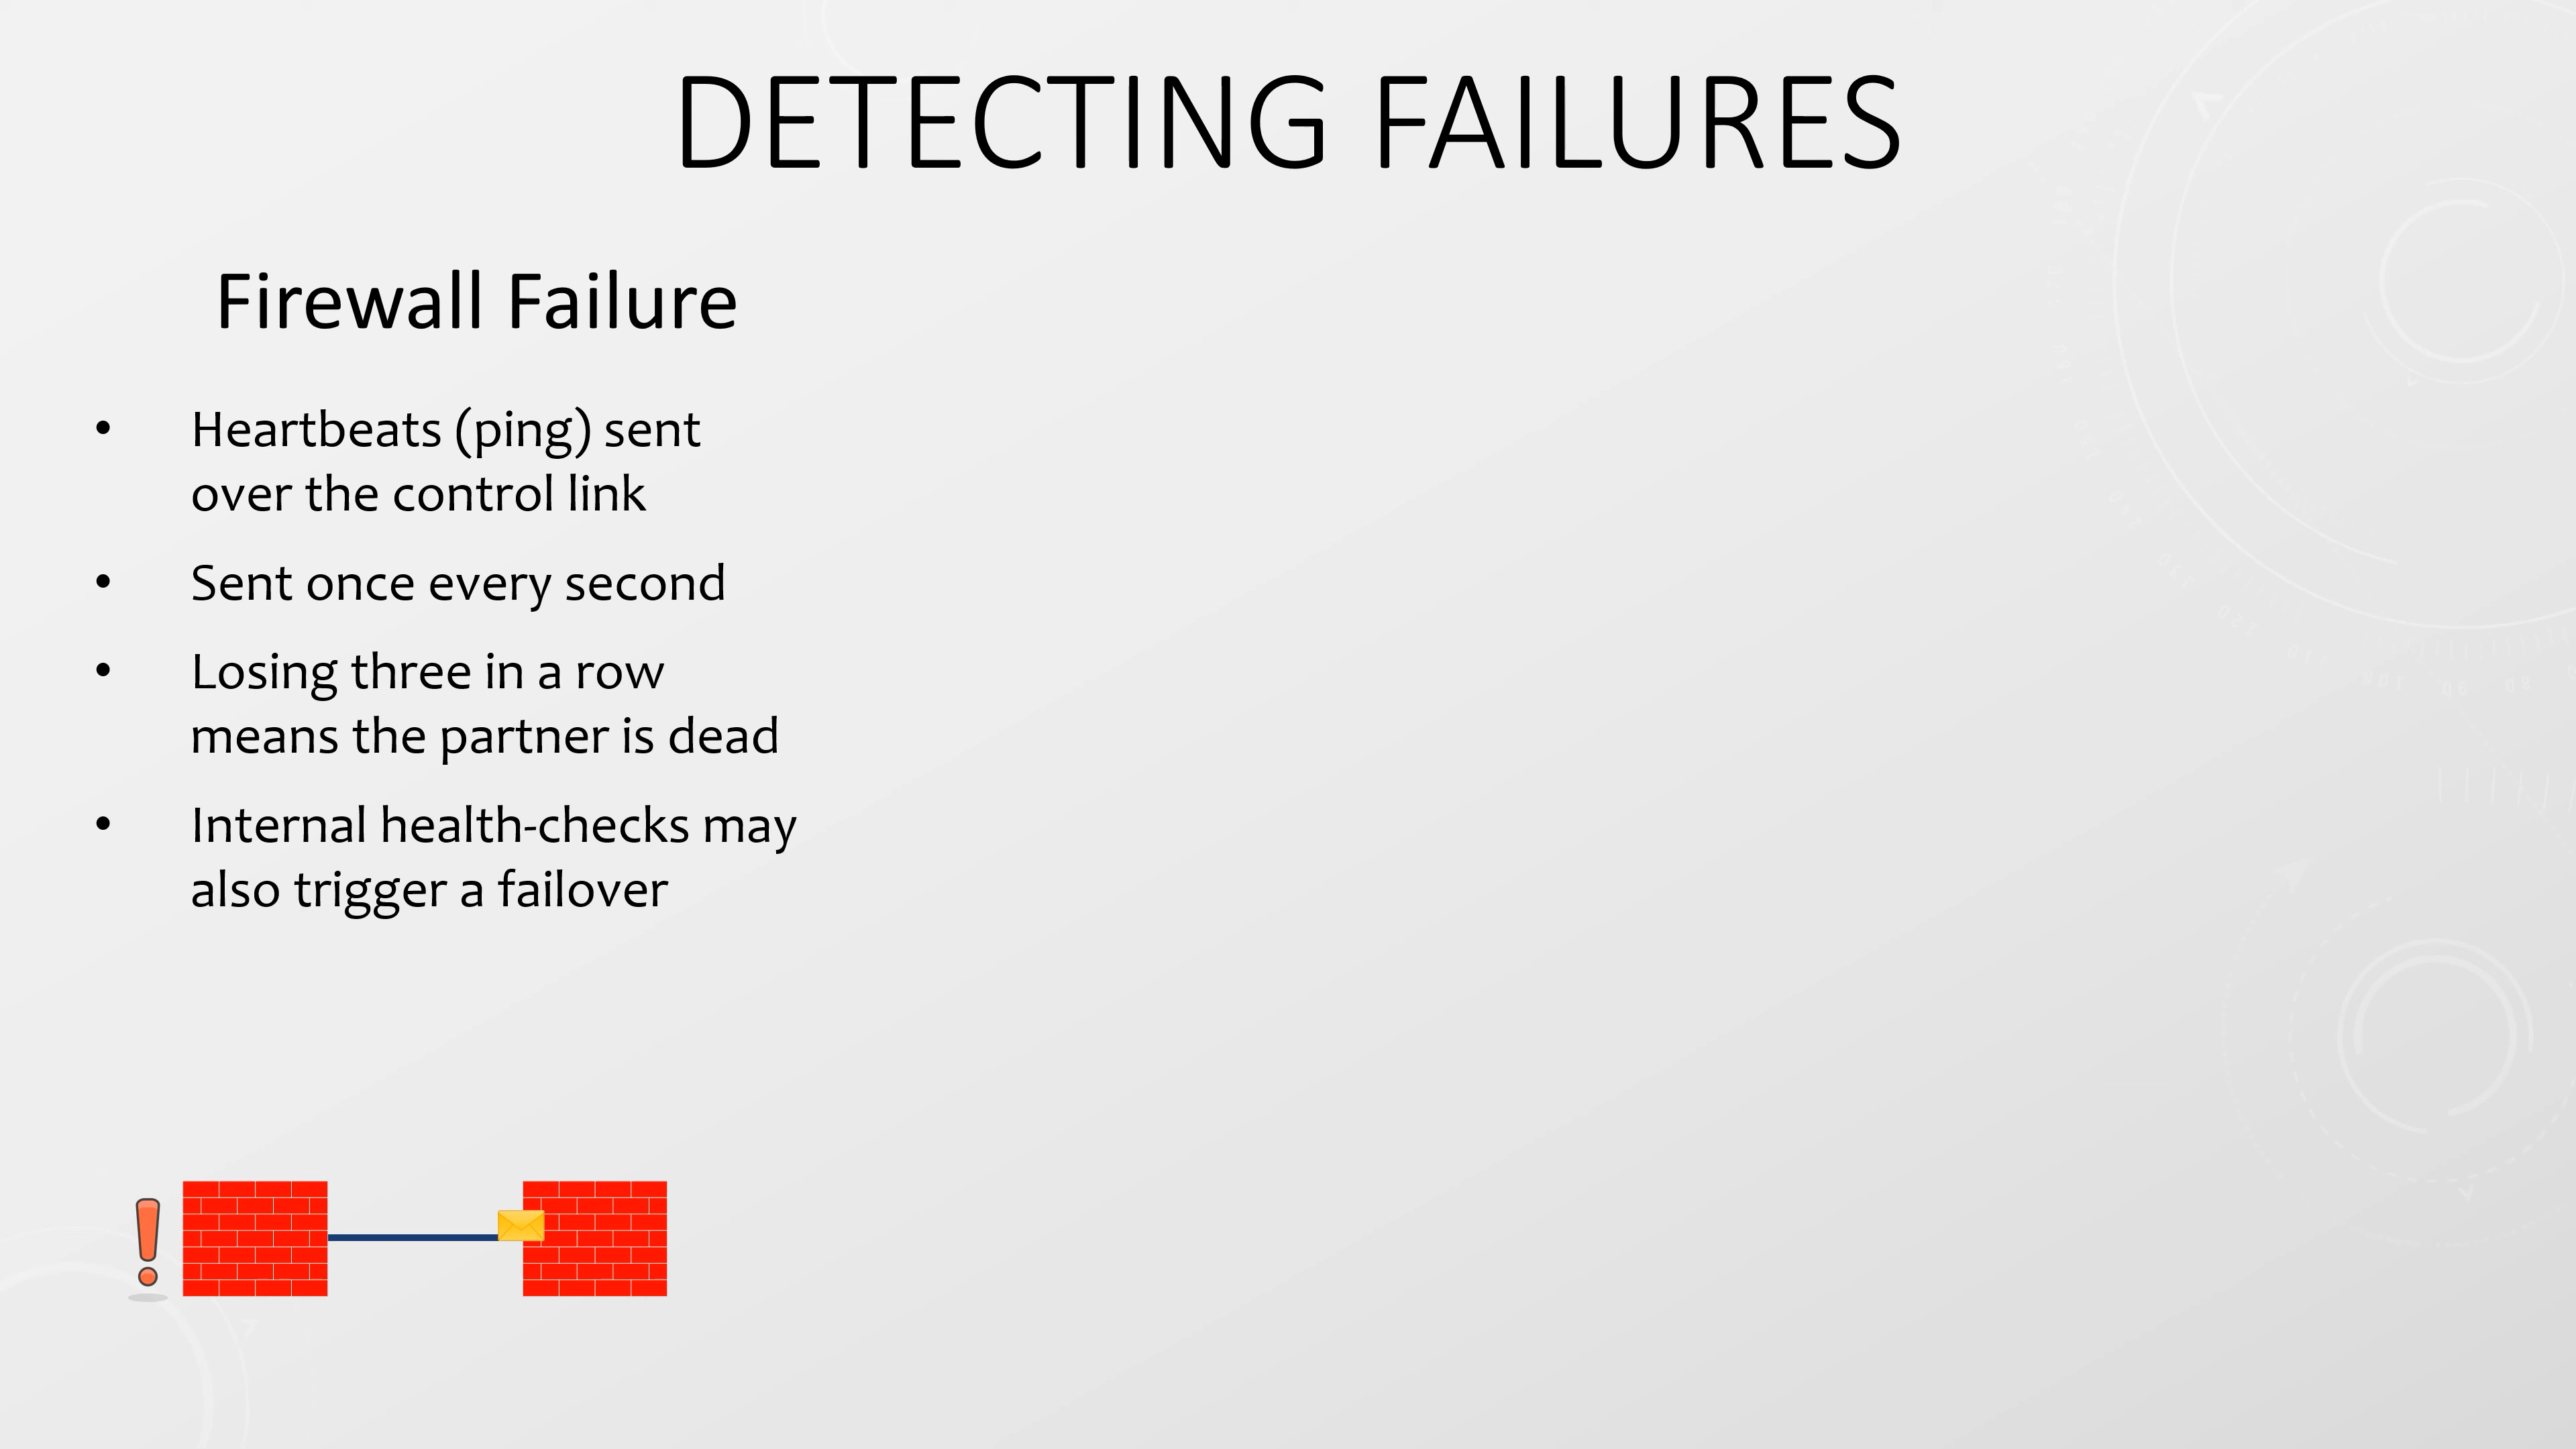 DETECTING FAILURES
Firewall Failure
• Heartbeats (ping) sent
over the control link
• Sent once every second
• Losing three in a row
means the partner is dead
• Internal health-checks may
also trigger a failover